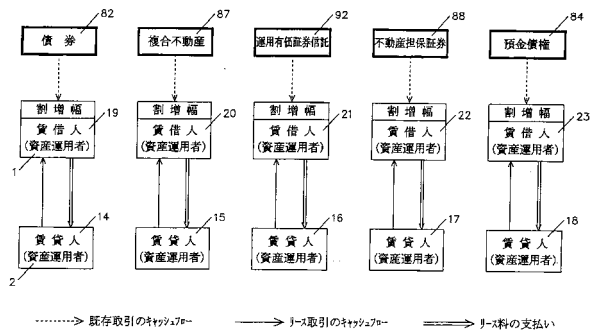 82 87 92 88 84
債 券 複合不動産 運用有価証券信託 不動産担保証券 預金債権
割 増 幅 割 増 幅 割 増 幅 割 増 幅 割 増 幅
19 20 21 22 23
賃 借 人 賃 借 人 賃 借 人 賃 借 人 賃 借 人
(資産運用者) (資産運用者) (資産運用者) (資産運用者) (資産運用者)
1
14 15 16 17 18
賃 貸 人 賃 貸 人 賃 貸 人 賃 貸 人 賃 貸 人
(資産運用者) (資産運用者) (資産運用者) (資産運用者) (資産運用者)
2
既存取引のキャッシュフロー リース取引のキャッシュフロー リース料の支払い